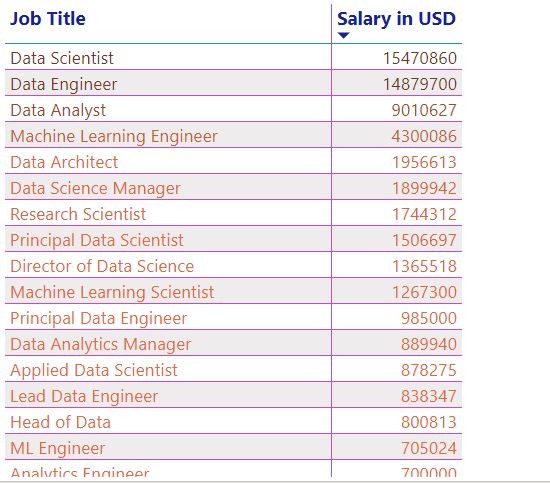 Job Title Salary in USD
Data Scientist 15470860
Data Engineer 14879700
Data Analyst 9010627
Machine Learning Engineer 4300086
Data Architect 1956613
Data Science Manager 1899942
Research Scientist 1744312
Principal Data Scientist 1506697
Director of Data Science 1365518
Machine Learning Scientist 1267300
Principal Data Engineer 985000
Data Analytics Manager 889940
Applied Data Scientist 878275
Lead Data Engineer 838347
Head of Data 800813
ML Engineer 705024
Analytics Engineer 700000